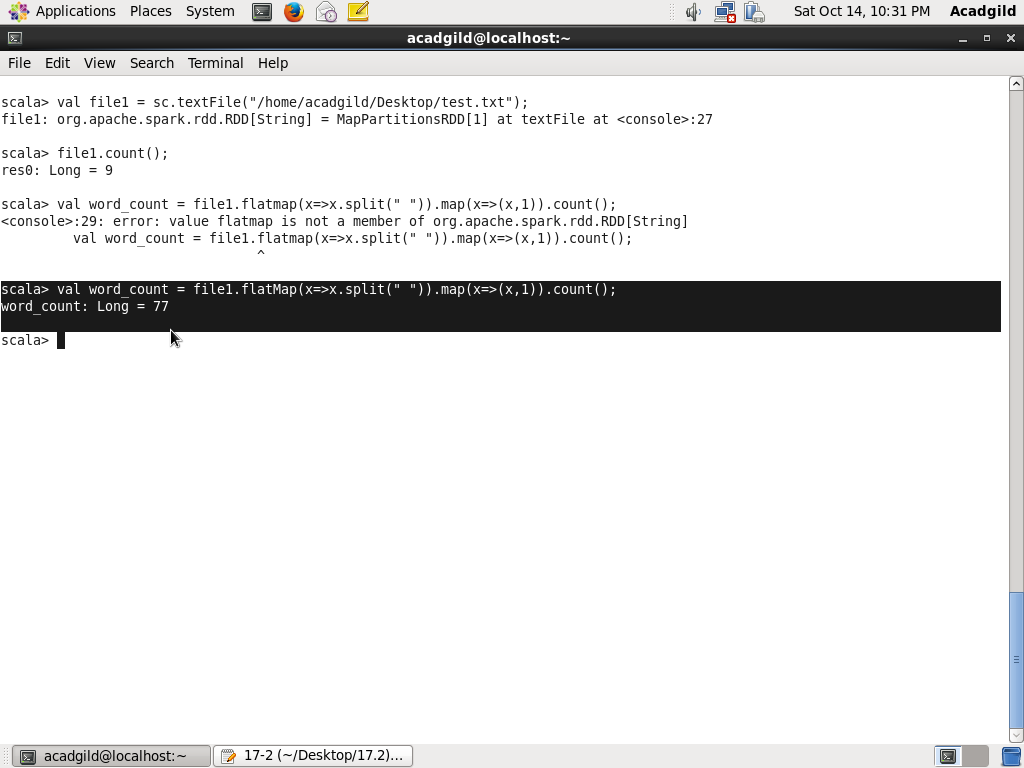 Applications Places System Sat Oct 14, 10:31 PM Acadgild
acadgild@localhost:~
File Edit View Search Terminal Help
scala> val file1 = sc.textFile("/home/acadgild/Desktop/test.txt");
file1: org.apache.spark.rdd.RDD[String] = MapPartitionsRDD[1] at textFile at <console>:27
scala> file1.count();
res0: Long = 9
scala> val word_count = file1.flatmap(x=>x.split(" ")).map(x=>(x,1)).count();
<console>:29: error: value flatmap is not a member of org.apache.spark.rdd.RDD[String]
val word_count = file1.flatmap(x=>x.split(" ")).map(x=>(x,1)).count();
^
scala> val word_count = file1.flatMap(x=>x.split(" ")).map(x=>(x,1)).count();
word_count: Long = 77
scala>
acadgild@localhost:~ 17-2 (~/Desktop/17.2)...